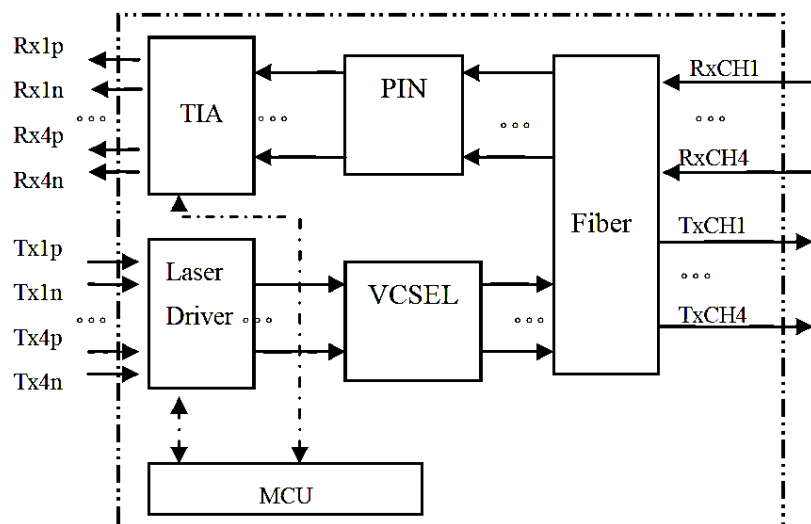 Rx1p
Rx1n
Rx4p
Rx4n
TIA
PIN
RxCH1
RxCH4
Fiber
TxCH1
TxCH4
Tx1p
Tx1n
Tx4p
Tx4n
Laser
Driver
VCSEL
MCU